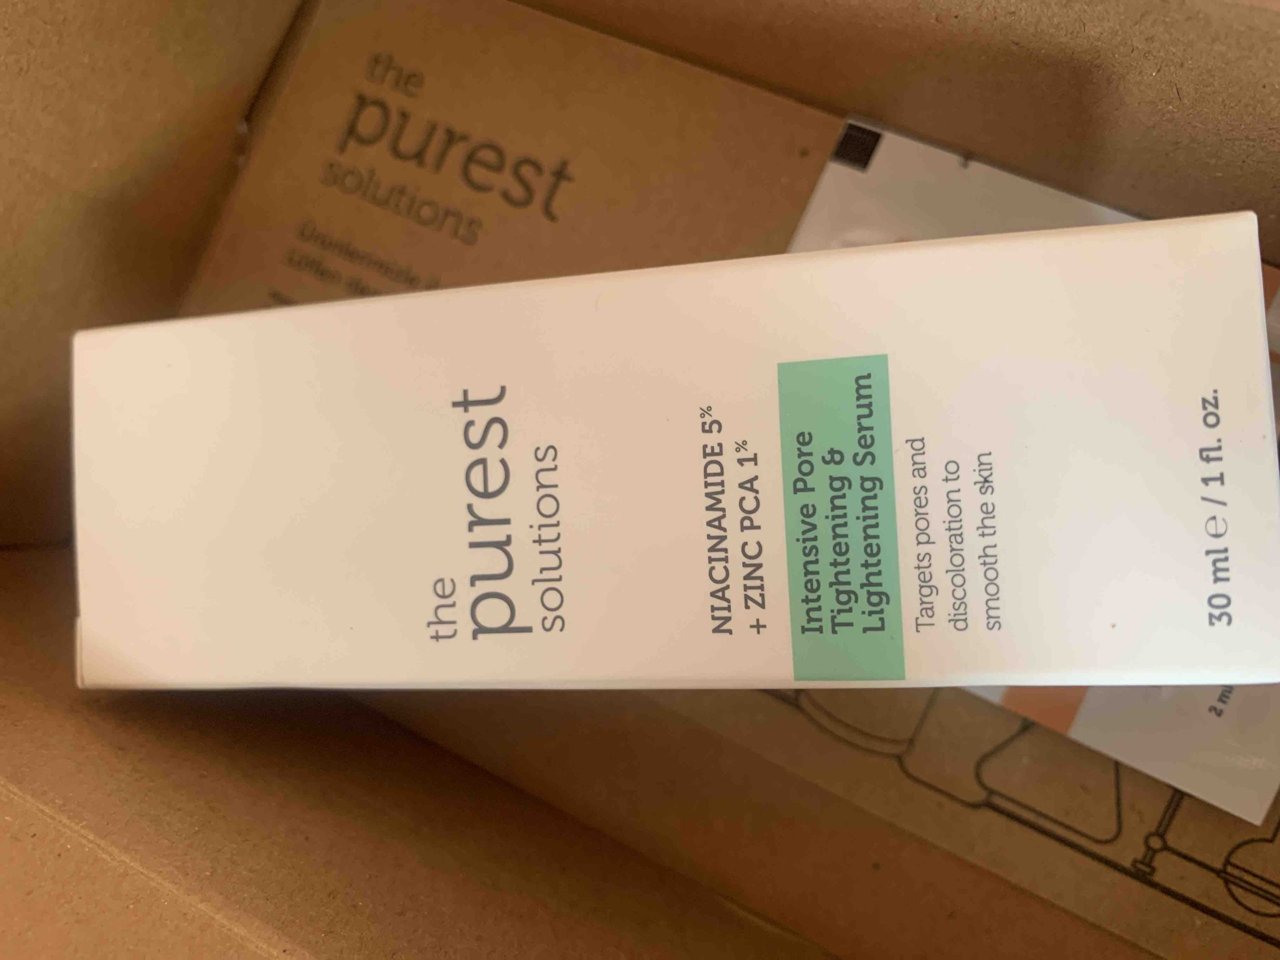 the
purest
solutions
the
purest
solutions
NIACINAMIDE 5%
+ ZINC PCA 1%
Intensive Pore
Tightening &
Lightening Serum
Targets pores and
discoloration to
smooth the skin
30 ml e / 1 fl. oz.